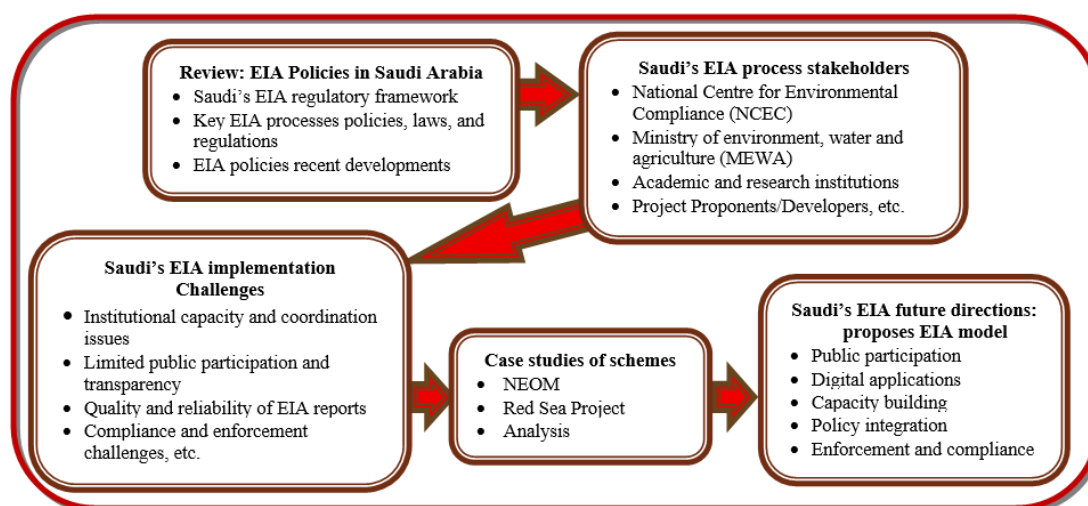 Review: EIA Policies in Saudi Arabia
• Saudi's EIA regulatory framework
• Key EIA processes policies, laws, and
regulations
• EIA policies recent developments
Saudi's EIA process stakeholders
• National Centre for Environmental
Compliance (NCEC)
• Ministry of environment, water and
agriculture (MEWA)
• Academic and research institutions
• Project Proponents/Developers, etc.
Saudi's EIA implementation
Challenges
• Institutional capacity and coordination
issues
• Limited public participation and
transparency
• Quality and reliability of EIA reports
• Compliance and enforcement
challenges, etc.
Case studies of schemes
• NEOM
• Red Sea Project
• Analysis
Saudi's EIA future directions:
proposes EIA model
• Public participation
• Digital applications
• Capacity building
• Policy integration
• Enforcement and compliance